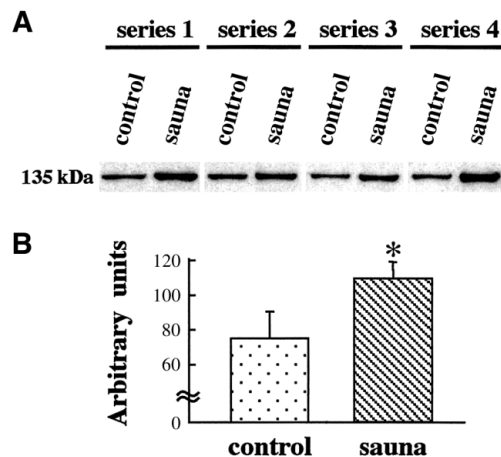 A
series 1 series 2 series 3 series 4
control sauna control sauna control sauna control sauna
135 kDa
B
Arbitrary units
120
100
80
60
0
*
control sauna